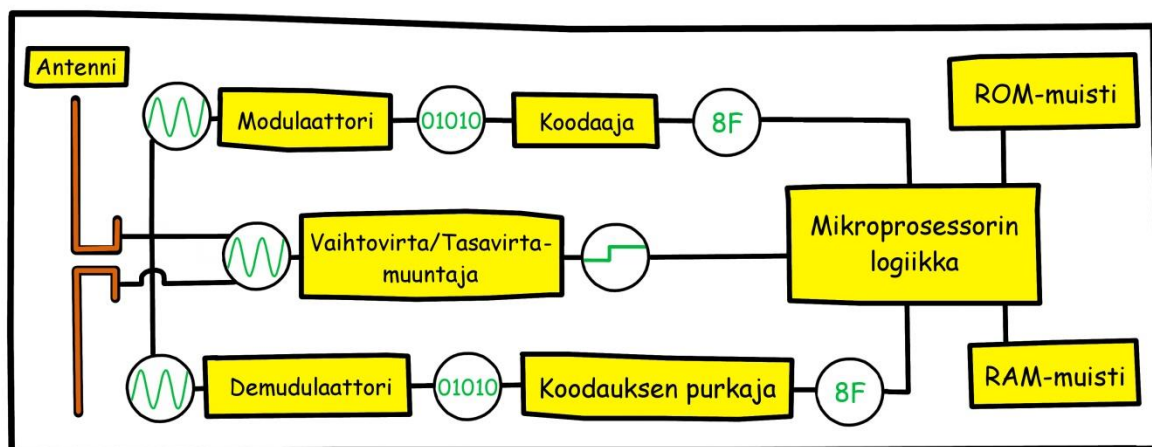 Antenni
Modulaattori
01010
Koodaaja
8F
ROM-muisti
Vaihtovirta/Tasavirta-
muuntaja
Mikroprosessorin
logiikka
Demudulaattori
01010
Koodauksen purkaja
8F
RAM-muisti